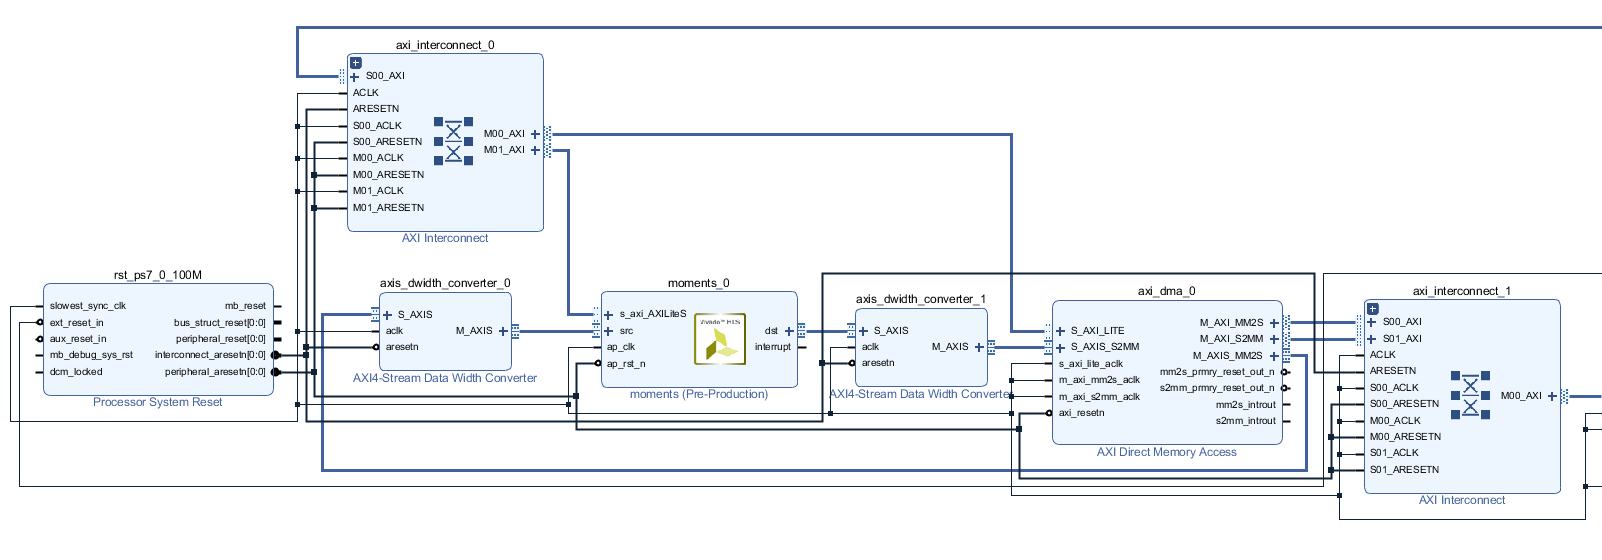 axi_interconnect_0
S00_AXI
ACLK
ARESETN
S00_ACLK
S00_ARESETN
M00_ACLK
M00_ARESETN
M01_ACLK
M01_ARESETN
M00_AXI
M01_AXI
AXI Interconnect
rst_ps7_0_100M
slowest_sync_clk
ext_reset_in
aux_reset_in
mb_debug_sys_rst
dcm_locked
mb_reset
bus_struct_reset[0:0]
peripheral_reset[0:0]
interconnect_aresetn[0:0]
peripheral_aresetn[0:0]
Processor System Reset
axis_dwidth_converter_0
S_AXIS
aclk
aresetn
M_AXIS
AXI4-Stream Data Width Converter
moments_0
s_axi_AXILiteS
src
ap_clk
ap_rst_n
Vivado™ HLS
dst
interrupt
moments (Pre-Production)
axis_dwidth_converter_1
S_AXIS
aclk
aresetn
M_AXIS
AXI4-Stream Data Width Converter
axi_dma_0
S_AXI_LITE
S_AXIS_S2MM
s_axi_lite_aclk
m_axi_mm2s_aclk
m_axi_s2mm_aclk
axi_resetn
M_AXI_MM2S
M_AXI_S2MM
M_AXIS_MM2S
mm2s_prmry_reset_out_n
s2mm_prmry_reset_out_n
mm2s_introut
s2mm_introut
AXI Direct Memory Access
axi_interconnect_1
S00_AXI
S01_AXI
ACLK
ARESETN
S00_ACLK
S00_ARESETN
M00_ACLK
M00_ARESETN
S01_ACLK
S01_ARESETN
M00_AXI
AXI Interconnect